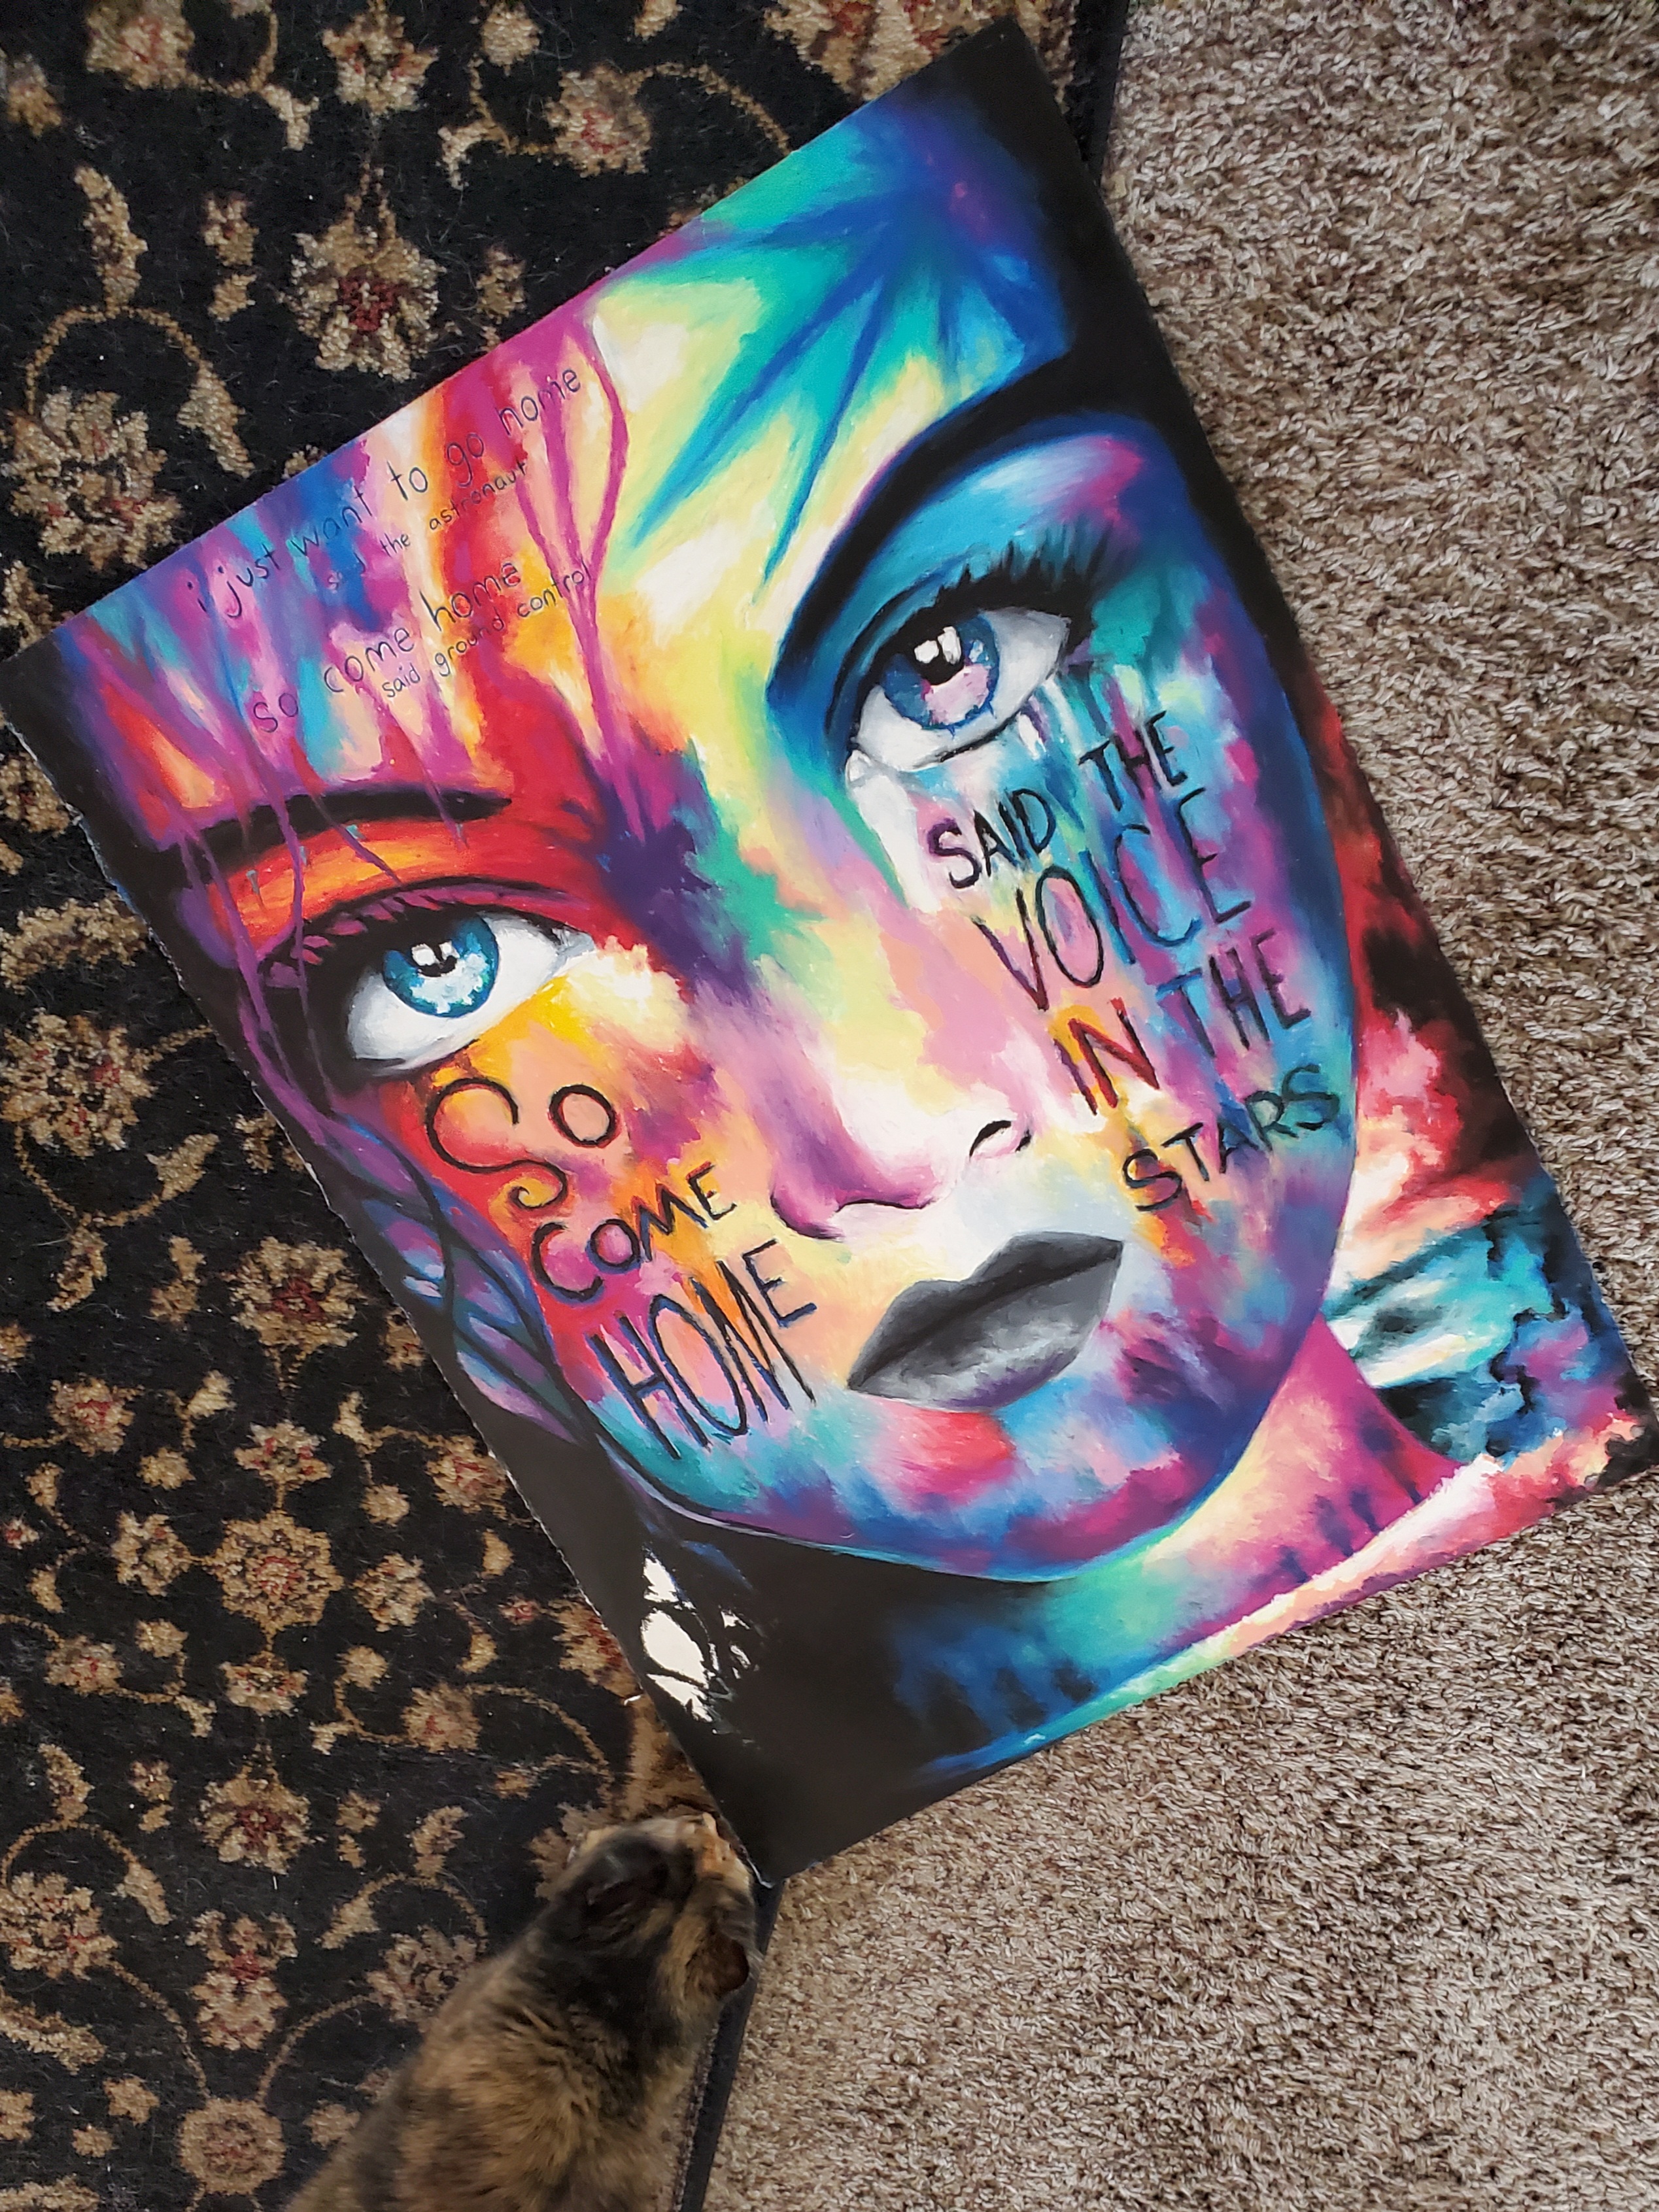 i just want to go home
said the astronaut
so come home
said ground control
SO
COME
HOME
SAID THE
VOICE
IN THE
STARS